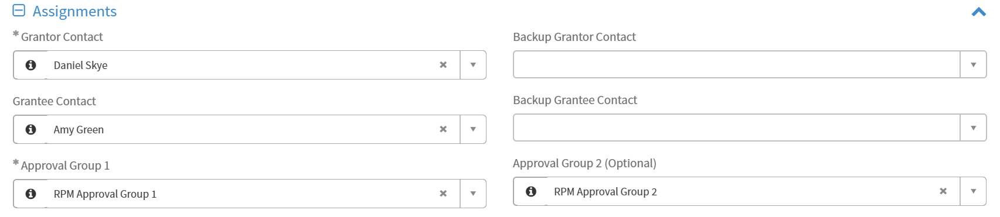 Assignments
* Grantor Contact
Daniel Skye
Backup Grantor Contact
Grantee Contact
Amy Green
Backup Grantee Contact
* Approval Group 1
RPM Approval Group 1
Approval Group 2 (Optional)
RPM Approval Group 2